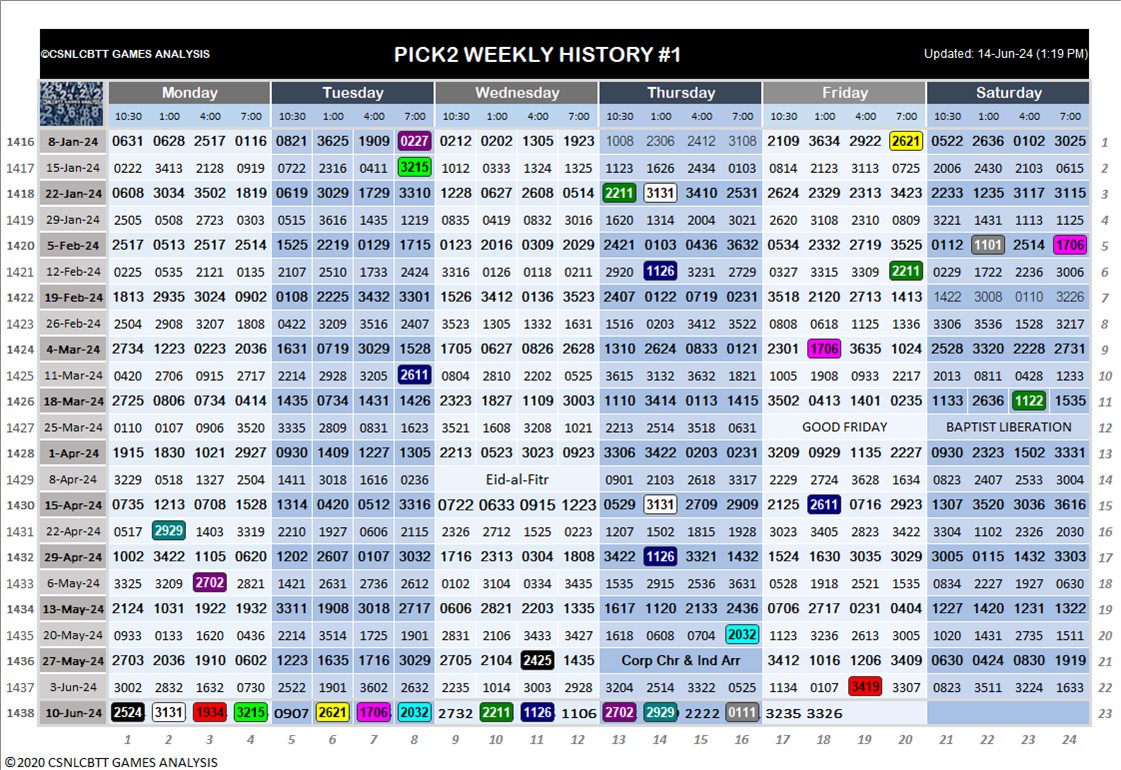 ©CSNLCBTT GAMES ANALYSIS PICK2 WEEKLY HISTORY #1 Updated: 14-Jun-24 (1:19 PM)
Monday Tuesday Wednesday Thursday Friday Saturday
10:30 1:00 4:00 7:00 10:30 1:00 4:00 7:00 10:30 1:00 4:00 7:00 10:30 1:00 4:00 7:00 10:30 1:00 4:00 7:00 10:30 1:00 4:00 7:00
1416 8-Jan-24 0631 0628 2517 0116 0821 3625 1909 0227 0212 0202 1305 1923 1008 2306 2412 3108 2109 3634 2922 2621 0522 2636 0102 3025 1
1417 15-Jan-24 0222 3413 2128 0919 0722 2316 0411 3215 1012 0333 1324 1325 1123 1626 2434 0103 0814 2123 3113 0725 2006 2430 2103 0615 2
1418 22-Jan-24 0608 3034 3502 1819 0619 3029 1729 3310 1228 0627 2608 0514 2211 3131 3410 2531 2624 2329 2313 3423 2233 1235 3117 3115 3
1419 29-Jan-24 2505 0508 2723 0303 0515 3616 1435 1219 0835 0419 0832 3016 1620 1314 2004 3021 2620 3108 2310 0809 3221 1431 1113 1125 4
1420 5-Feb-24 2517 0513 2517 2514 1525 2219 0129 1715 0123 2016 0309 2029 2421 0103 0436 3632 0534 2332 2719 3525 0112 1101 2514 1706 5
1421 12-Feb-24 0225 0535 2121 0135 2107 2510 1733 2424 3316 0126 0118 0211 2920 1126 3231 2729 0327 3315 3309 2211 0229 1722 2236 3006 6
1422 19-Feb-24 1813 2935 3024 0902 0108 2225 3432 3301 1526 3412 0136 3523 2407 0122 0719 0231 3518 2120 2713 1413 1422 3008 0110 3226 7
1423 26-Feb-24 2504 2908 3207 1808 0422 3209 3516 2407 3523 1305 1332 1631 1516 0203 3412 3522 0808 0618 1125 1336 3306 3536 1528 3217 8
1424 4-Mar-24 2734 1223 0223 2036 1631 0719 3029 1528 1705 0627 0826 2628 1310 2624 0833 0121 2301 1706 3635 1024 2528 3320 2228 2731 9
1425 11-Mar-24 0420 2706 0915 2717 2214 2928 3205 2611 0804 2810 2202 0525 3615 3132 3632 1821 1005 1908 0933 2217 2013 0811 0428 1233 10
1426 18-Mar-24 2725 0806 0734 0414 1435 0734 1431 1426 2323 1827 1109 3003 1110 3414 0113 1415 3502 0413 1401 0235 1133 2636 1122 1535 11
1427 25-Mar-24 0110 0107 0906 3520 3335 2809 0831 1623 3521 1608 3208 1021 2213 2514 3518 0631 GOOD FRIDAY BAPTIST LIBERATION 12
1428 1-Apr-24 1915 1830 1021 2927 0930 1409 1227 1305 2213 0523 3023 0923 3306 3422 0203 0231 3209 0929 1135 2227 0930 2323 1502 3331 13
1429 8-Apr-24 3229 0518 1327 2504 1411 3018 1616 0236 Eid-al-Fitr 0901 2103 2618 3317 2229 2724 3628 1634 0823 2407 2533 3004 14
1430 15-Apr-24 0735 1213 0708 1528 1314 0420 0512 3316 0722 0633 0915 1223 0529 3131 2709 2909 2125 2611 0716 2923 1307 3520 3036 3616 15
1431 22-Apr-24 0517 2929 1403 3319 2210 1927 0606 2115 2326 2712 1525 0223 1207 1502 1815 1928 3023 3405 2823 3422 3304 1102 2326 2030 16
1432 29-Apr-24 1002 3422 1105 0620 1202 2607 0107 3032 1716 2313 0304 1808 3422 1126 3321 1432 1524 1630 3035 3029 3005 0115 1432 3303 17
1433 6-May-24 3325 3209 2702 2821 1421 2631 2736 2612 0102 3104 0334 3435 1535 2915 2536 3631 0528 1918 2521 1535 0834 2227 1927 0630 18
1434 13-May-24 2124 1031 1922 1932 3311 1908 3018 2717 0606 2821 2203 1335 1617 1120 2133 2436 0706 2717 0231 0404 1227 1420 1231 1322 19
1435 20-May-24 0933 0133 1620 0436 2214 3514 1725 1901 2831 2106 3433 3427 1618 0608 0704 2032 1123 3236 2613 3005 1020 1431 2735 1511 20
1436 27-May-24 2703 2036 1910 0602 1223 1635 1716 3029 2705 2104 2425 1435 Corp Chr & Ind Arr 3412 1016 1206 3409 0630 0424 0830 1919 21
1437 3-Jun-24 3002 2832 1632 0730 2522 1901 3602 2632 2235 1014 3003 2928 3204 2514 3322 0525 1134 0107 3419 3307 0823 3511 3224 1633 22
1438 10-Jun-24 2524 3131 1934 3215 0907 2621 1706 2032 2732 2211 1126 1106 2702 2929 2222 0111 3235 3326 23
1 2 3 4 5 6 7 8 9 10 11 12 13 14 15 16 17 18 19 20 21 22 23 24
©2020 CSNLCBTT GAMES ANALYSIS